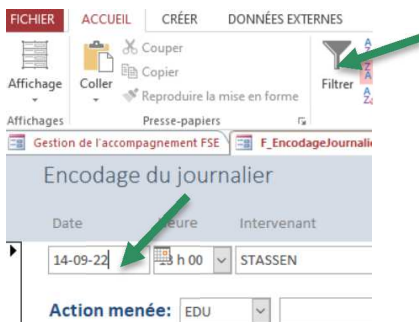 FICHIER ACCUEIL CRÉER DONNÉES EXTERNES
Couper
Copier
Reproduire la mise en forme
Affichage Coller Filtrer
Affichages Presse-papiers
Gestion de l'accompagnement FSE F_EncodageJournali
Encodage du journalier
Date Heure Intervenant
14-09-22 h 00 STASSEN
Action menée: EDU